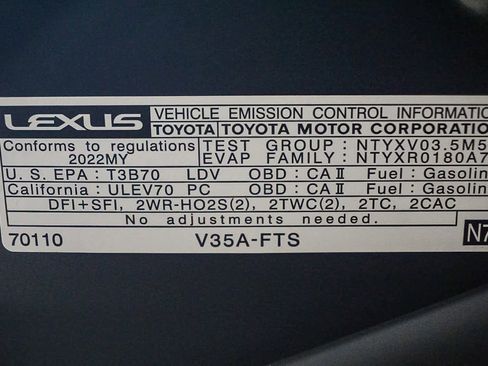 LEXUS VEHICLE EMISSION CONTROL INFORMATION
TOYOTA TOYOTA MOTOR CORPORATION
Conforms to regulations TEST GROUP: NTYXV03.5M5
2022MY EVAP FAMILY: NTYXR0180A7
U.S. EPA: T3B70 LDV OBD: CAⅡ Fuel: Gasolin
California: ULEV70 PC OBD: CAⅡ Fuel: Gasolin
DFI+SFI, 2WR-HO2S(2), 2TWC(2), 2TC, 2CAC
No adjustments needed.
70110 V35A-FTS N7